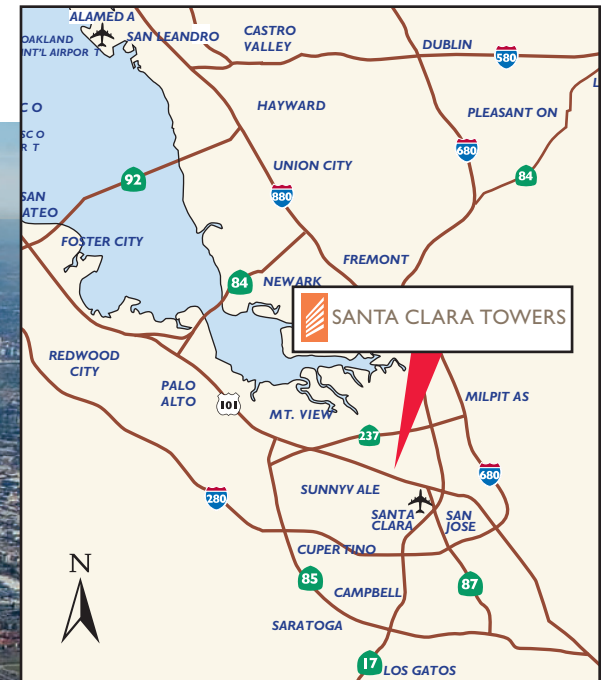 ALAMED A
OAKLAND
INT'L AIRPOR T
SAN LEANDRO
CASTRO
VALLEY
DUBLIN
580
HAYWARD
PLEASANT ON
C O
SC O
R T
UNION CITY
680
84
92
880
SAN
ATEO
FOSTER CITY
FREMONT
84
NEWARK
SANTA CLARA TOWERS
REDWOOD
CITY
PALO
ALTO
101
MT. VIEW
MILPIT AS
237
680
280
SUNNYV ALE
SANTA
CLARA
SAN
JOSE
CUPER TINO
N
85
CAMPBELL
87
SARATOGA
17
LOS GATOS